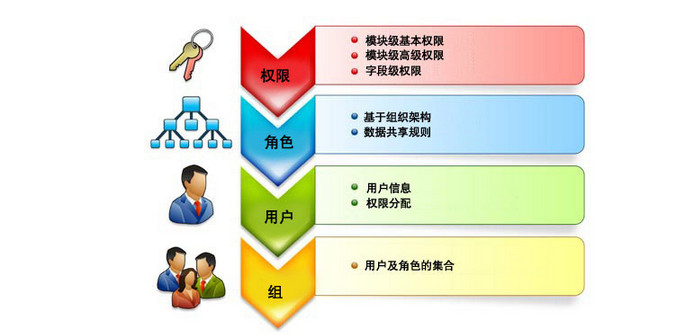 权限
模块级基本权限
模块级高级权限
字段级权限
角色
基于组织架构
数据共享规则
用户
用户信息
权限分配
组
用户及角色的集合